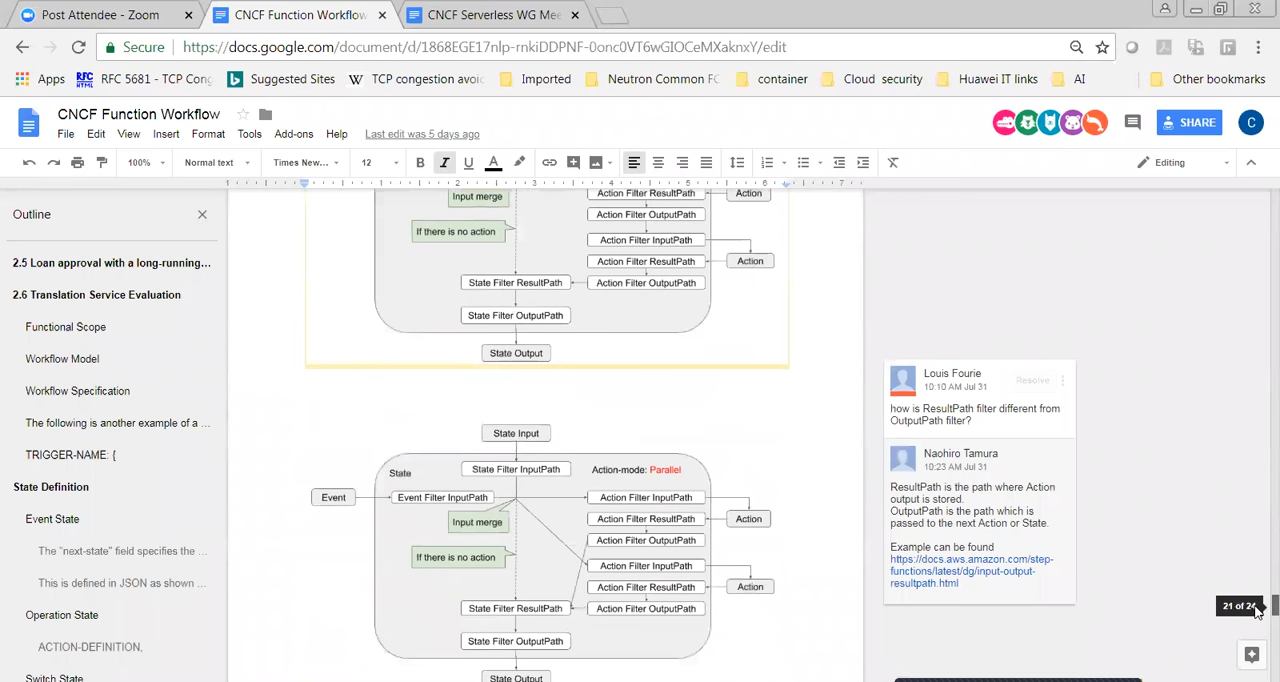 Post Attendee - Zoom
CNCF Function Workflow
CNCF Serverless WG Mee
Secure
https://docs.google.com/document/d/1868EGE17nlp-rnkiDDPNF-0onc0VT6wGIOCeMXaknxY/edit
Apps
RFC 5681 - TCP Cong
Suggested Sites
TCP congestion avoic
Imported
Neutron Common FC
container
Cloud security
Huawei IT links
AI
Other bookmarks
CNCF Function Workflow
File Edit View Insert Format Tools Addons Help Last edit was 5 days ago
SHARE
C
100% Normal text Times New... 12 B I U A Editing
1 1 2 3 4 5 6 7
Outline
2.5 Loan approval with a long-running...
2.6 Translation Service Evaluation
Functional Scope
Workflow Model
Workflow Specification
The following is another example of a ...
TRIGGER-NAME: {
State Definition
Event State
The "next-state" field specifies the ...
This is defined in JSON as shown ...
Operation State
ACTION-DEFINITION,
Switch State
Input merge
If there is no action
Action Filter ResultPath
Action
Action Filter OutputPath
Action Filter InputPath
Action Filter ResultPath
Action
State Filter ResultPath
Action Filter OutputPath
State Filter OutputPath
State Output
State Input
State
State Filter InputPath
Action-mode: Parallel
Event
Event Filter InputPath
Action Filter InputPath
Input merge
Action Filter ResultPath
Action
Action Filter OutputPath
If there is no action
Action Filter InputPath
Action Filter ResultPath
Action
State Filter ResultPath
Action Filter OutputPath
State Filter OutputPath
State Output
Louis Fourie
10:10 AM Jul 31
Resolve
how is ResultPath filter different from
OutputPath filter?
Naohiro Tamura
10:23 AM Jul 31
ResultPath is the path where Action
output is stored.
OutputPath is the path which is
passed to the next Action or State.
Example can be found
https://docs.aws.amazon.com/step-
functions/latest/dg/input-output-
resultpath.html
21 of 24